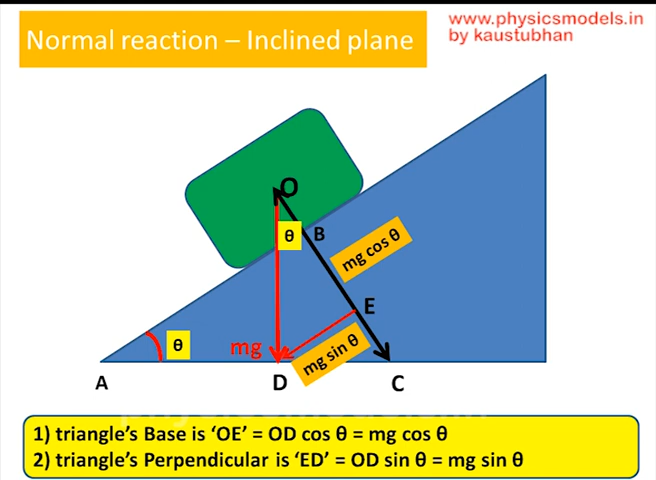 Normal reaction – Inclined plane
www.physicsmodels.in
by kaustubhan
O
θ
B
mg cos θ
E
θ
mg
mg sin θ
A
D
C
1) triangle's Base is 'OE' = OD cos θ = mg cos θ
2) triangle's Perpendicular is 'ED' = OD sin θ = mg sin θ